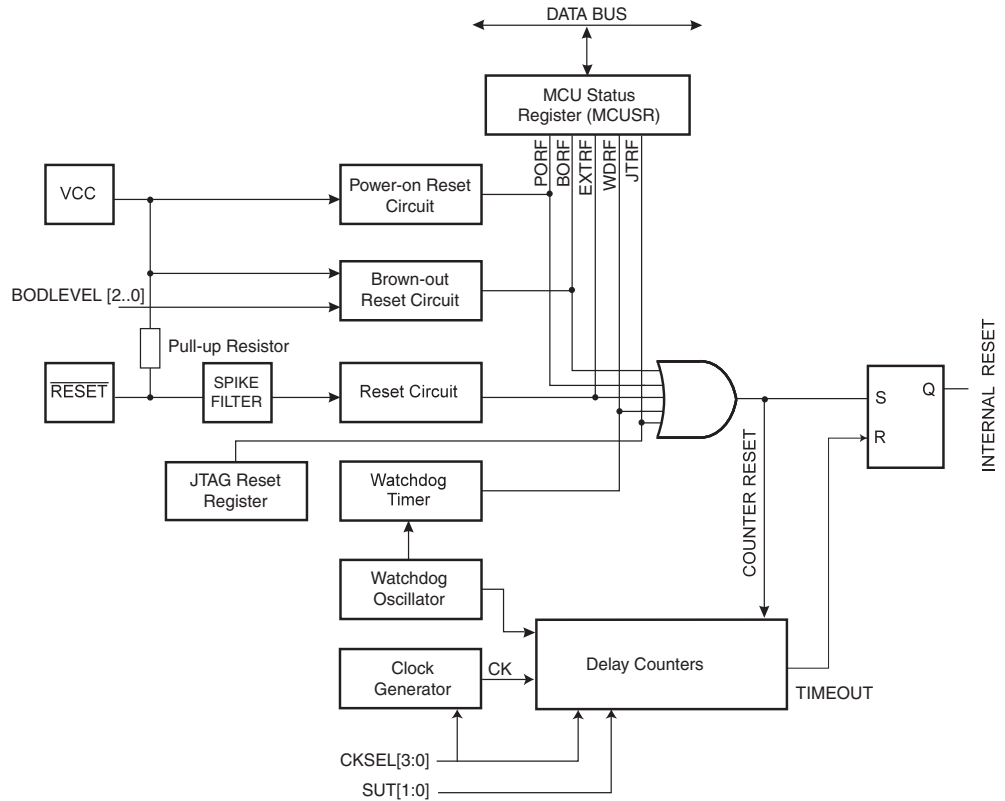 DATA BUS
MCU Status
Register (MCUSR)
PORF
BORF
EXTRF
WDRF
JTRF
VCC
Power-on Reset
Circuit
BODLEVEL [2..0]
Brown-out
Reset Circuit
Pull-up Resistor
RESET
SPIKE
FILTER
Reset Circuit
JTAG Reset
Register
Watchdog
Timer
Watchdog
Oscillator
Clock
Generator
CK
Delay Counters
COUNTER RESET
S
Q
R
INTERNAL RESET
TIMEOUT
CKSEL[3:0]
SUT[1:0]